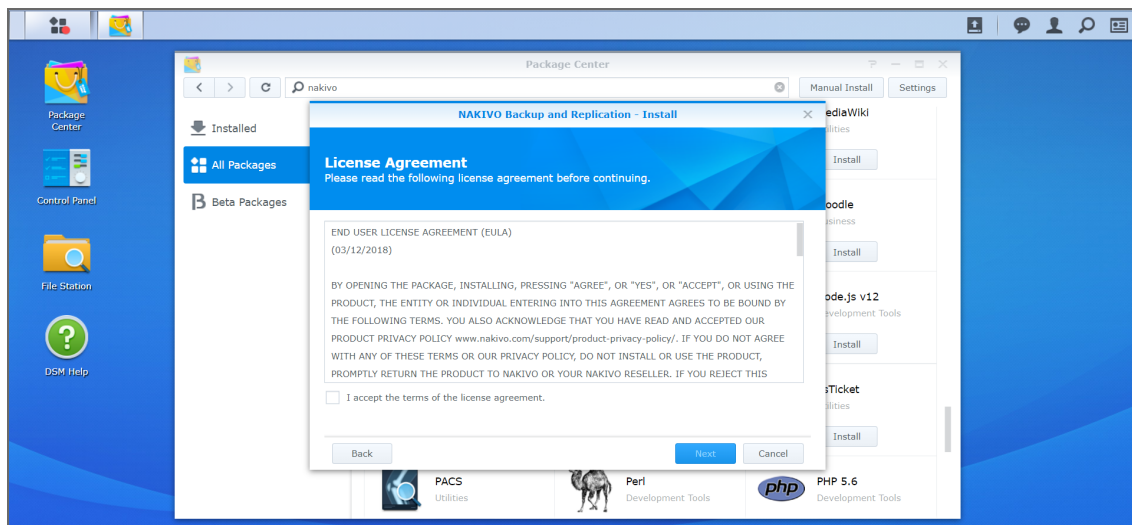 Package Center
nakivo
Manual Install
Settings
Package
Center
Control Panel
File Station
DSM Help
Installed
All Packages
Beta Packages
NAKIVO Backup and Replication - Install
License Agreement
Please read the following license agreement before continuing.
END USER LICENSE AGREEMENT (EULA)
(03/12/2018)
BY OPENING THE PACKAGE, INSTALLING, PRESSING "AGREE", OR "YES", OR "ACCEPT", OR USING THE
PRODUCT, THE ENTITY OR INDIVIDUAL ENTERING INTO THIS AGREEMENT AGREES TO BE BOUND BY
THE FOLLOWING TERMS. YOU ALSO ACKNOWLEDGE THAT YOU HAVE READ AND ACCEPTED OUR
PRODUCT PRIVACY POLICY www.nakivo.com/support/product-privacy-policy/. IF YOU DO NOT AGREE
WITH ANY OF THESE TERMS OR OUR PRIVACY POLICY, DO NOT INSTALL OR USE THE PRODUCT,
PROMPTLY RETURN THE PRODUCT TO NAKIVO OR YOUR NAKIVO RESELLER. IF YOU REJECT THIS
I accept the terms of the license agreement.
Back
Next
Cancel
ediaWiki
ilities
Install
oodle
usiness
Install
ode.js v12
evelopment Tools
Install
sTicket
ilities
Install
PACS
Utilities
Perl
Development Tools
php
PHP 5.6
Development Tools